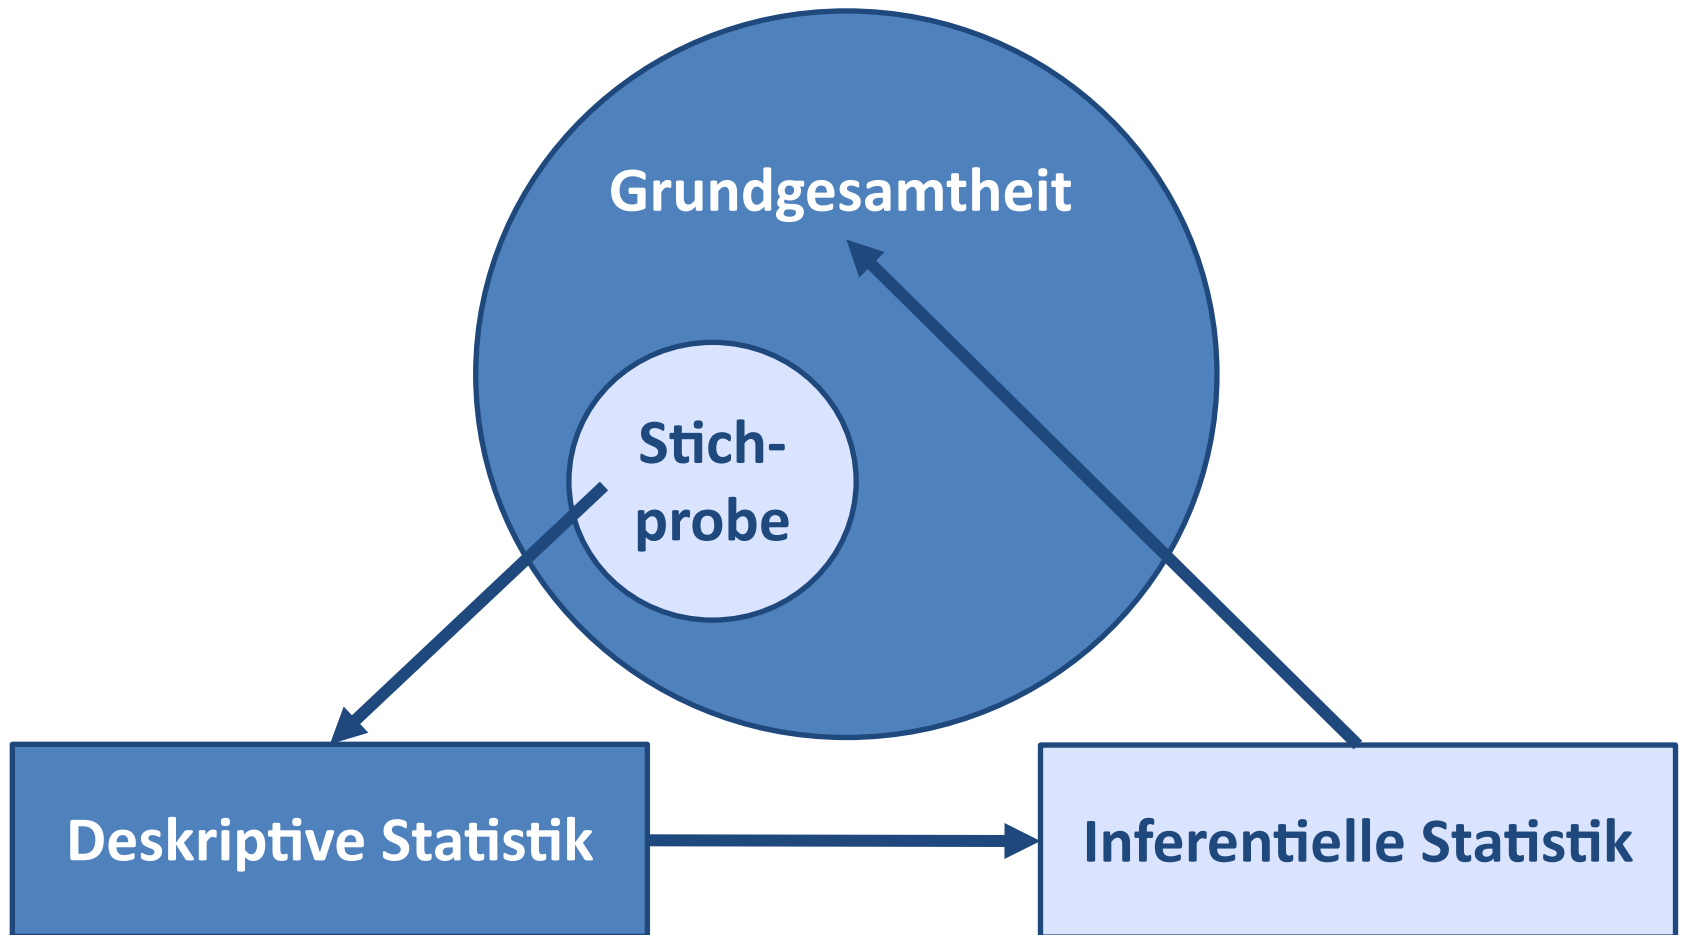 Grundgesamtheit
Stich-
probe
Deskriptive Statistik
Inferentielle Statistik